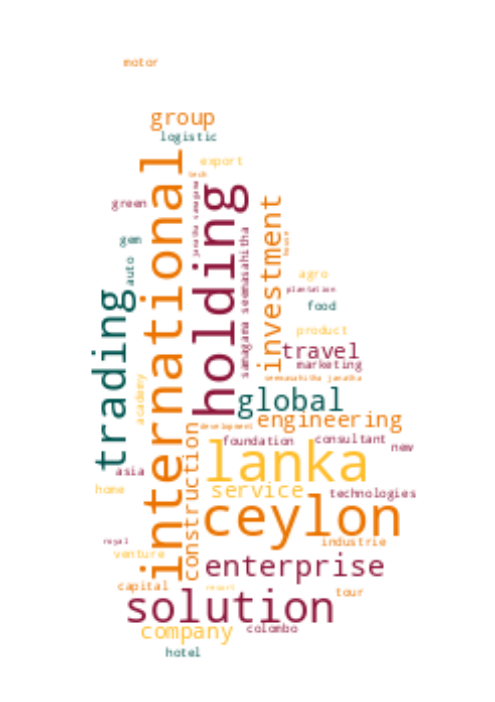 motor
group
logistic
export
tech
international
holding
janatha samagama
green
investment
samagama seemasahitha
house
gem
auto
agro
plantation
trading
food
product
travel
marketing
seemasahitha janatha
academy
global
engineering
development
construction
foundation
consultant
new
lanka
asia
home
service
technologies
ceylon
royal
industrie
venture
enterprise
capital
resort
tour
solution
company
colombo
hotel